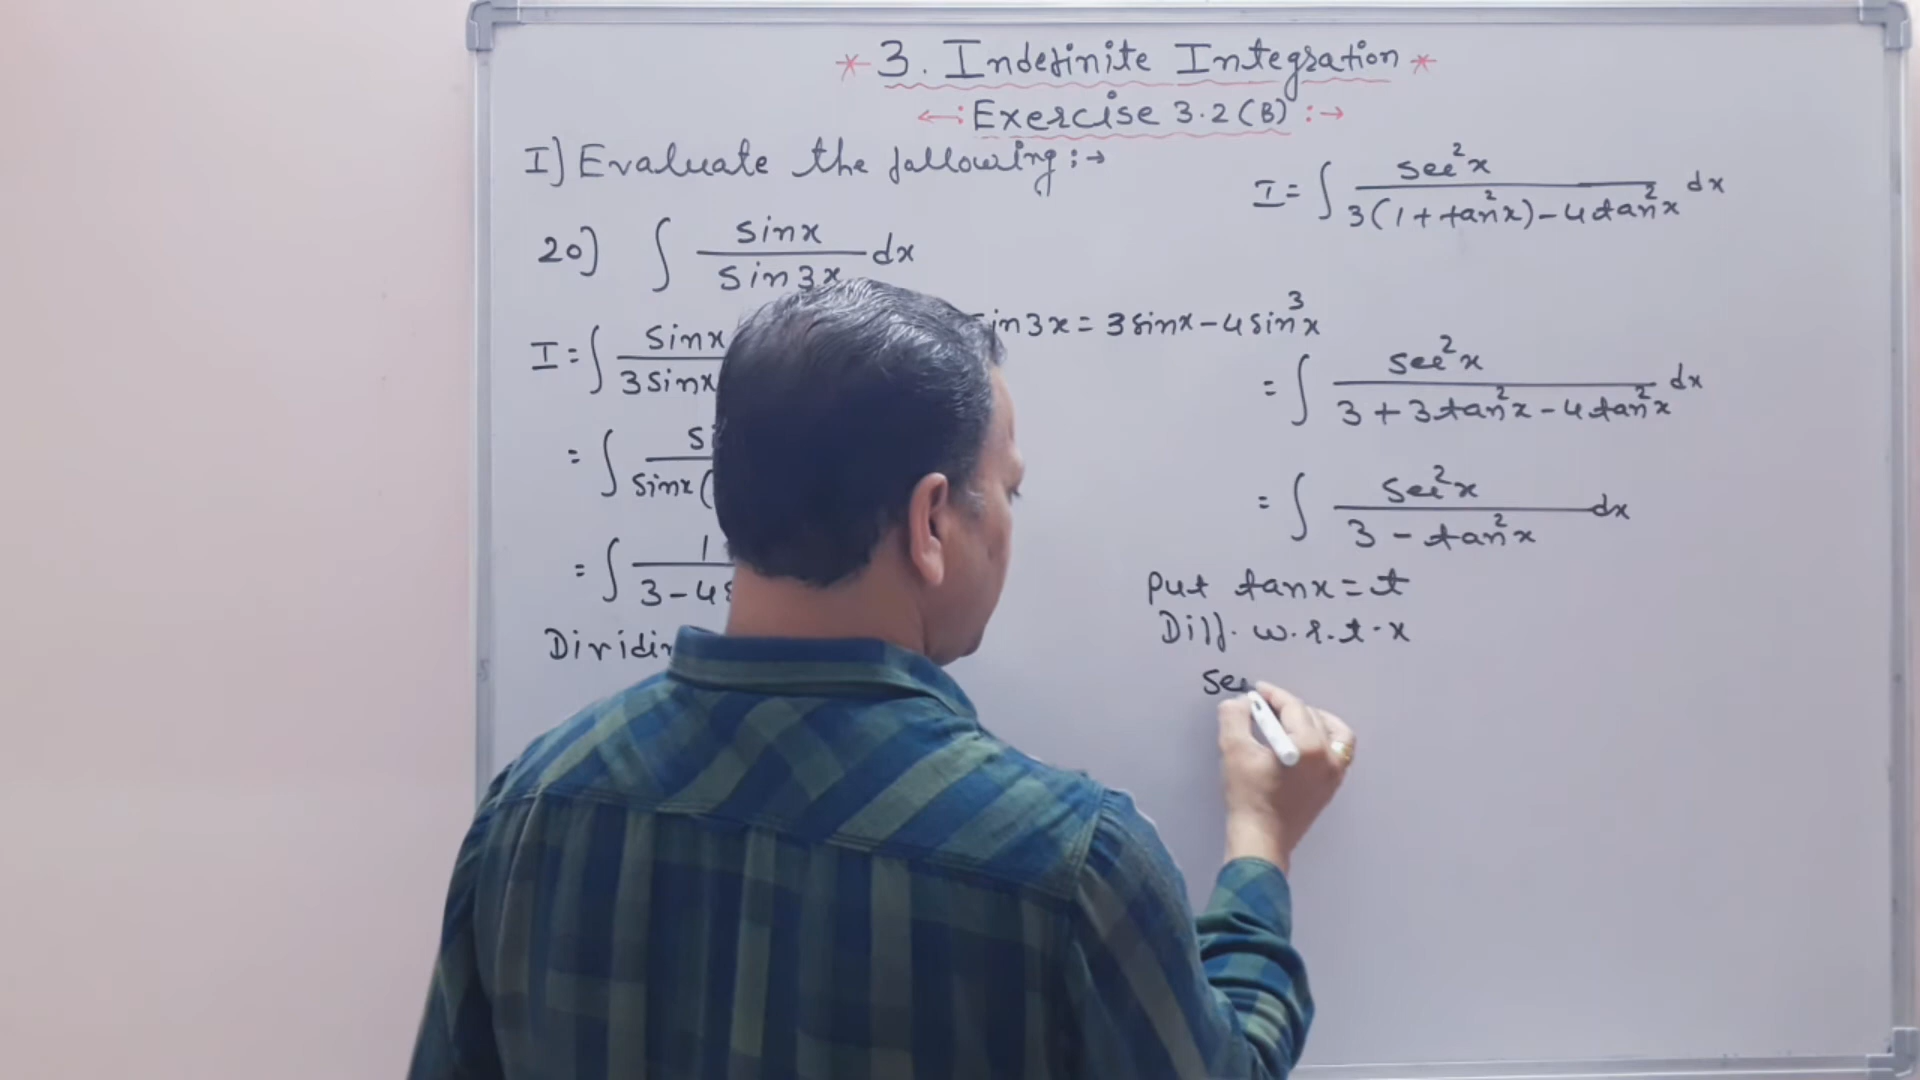 * 3. Indefinite Integration *
←: Exercise 3.2 (B) :→
I] Evaluate the following :→
20] ∫ sinx / sin3x dx
sin3x = 3sinx - 4sin³x
I = ∫ sinx / 3sinx
= ∫ / sinx (
= ∫ 1 / 3 - 4
I = ∫ sec²x / 3(1 + tan²x) - 4tan²x dx
= ∫ sec²x / 3 + 3tan²x - 4tan²x dx
= ∫ sec²x / 3 - tan²x dx
Put tanx = t
Diff. w.r.t. x